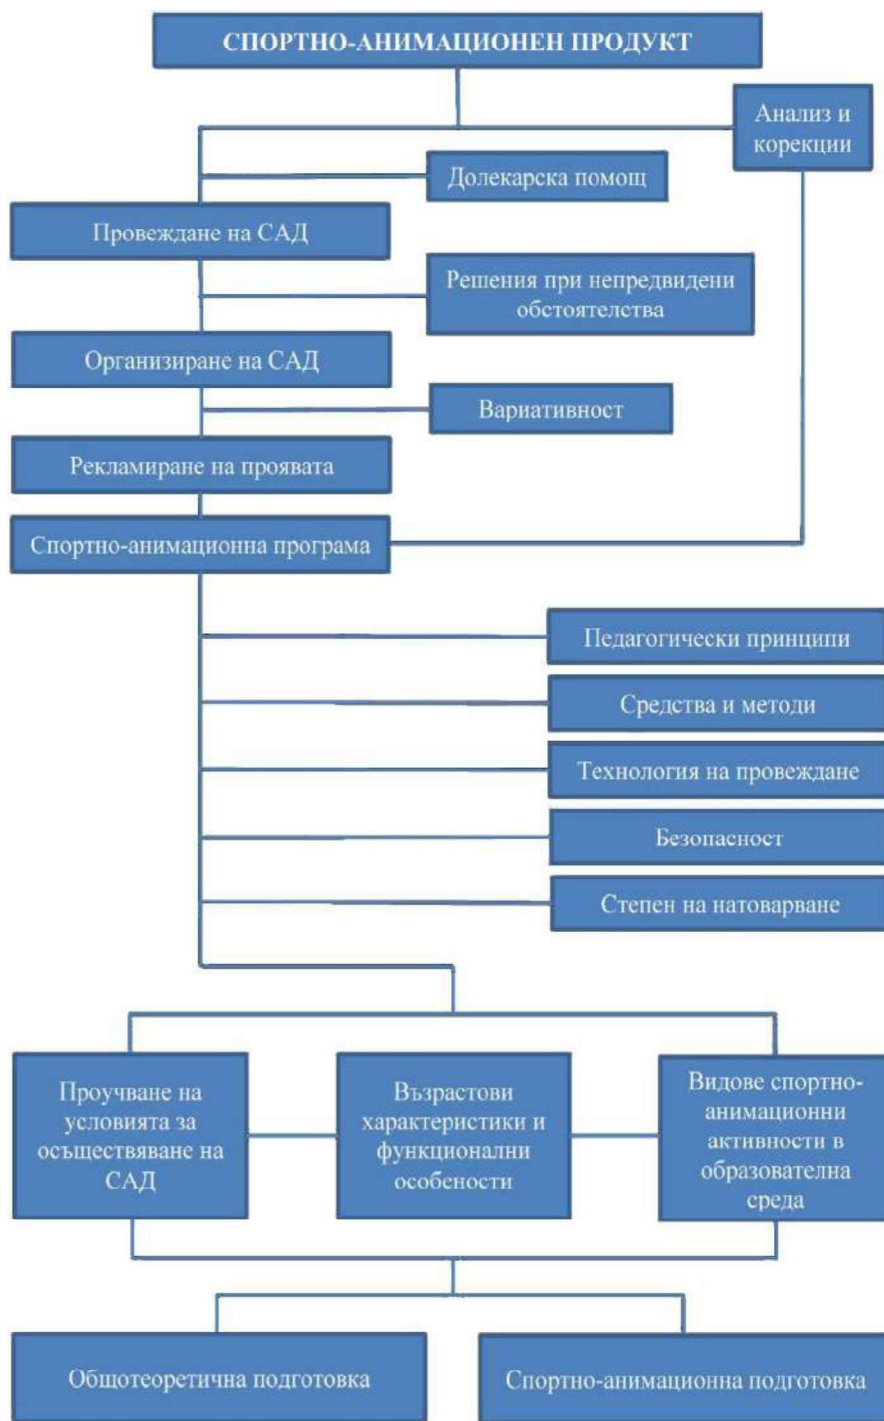 СПОРТНО-АНИМАЦИОНЕН ПРОДУКТ
Анализ и
корекции
Долекарска помощ
Провеждане на САД
Решения при непредвидени
обстоятелства
Организиране на САД
Вариативност
Рекламиране на проявата
Спортно-анимационна програма
Педагогически принципи
Средства и методи
Технология на провеждане
Безопасност
Степен на натоварване
Проучване на
условията за
осъществяване на
САД
Възрастови
характеристики и
функционални
особености
Видове спортно-
анимационни
активности в
образователна
среда
Общотеоретична подготовка
Спортно-анимационна подготовка